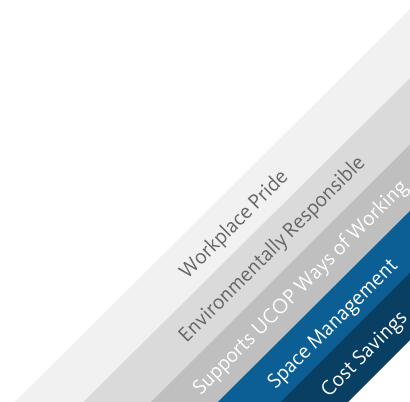 Workplace Pride
Environmentally Responsible
Supports UCOP Ways of Working
Space Management
Cost Savings